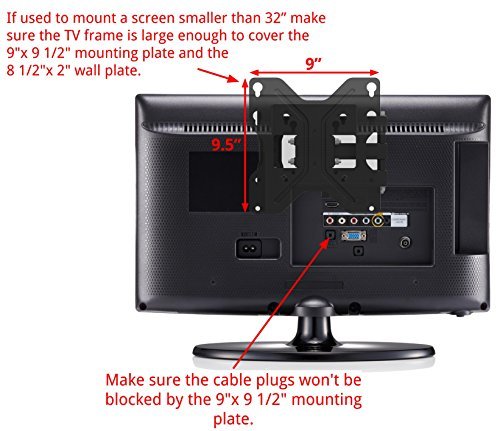 If used to mount a screen smaller than 32” make
sure the TV frame is large enough to cover the
9"x 9 1/2" mounting plate and the
8 1/2"x 2" wall plate.
9”
9.5”
Make sure the cable plugs won't be
blocked by the 9"x 9 1/2" mounting
plate.